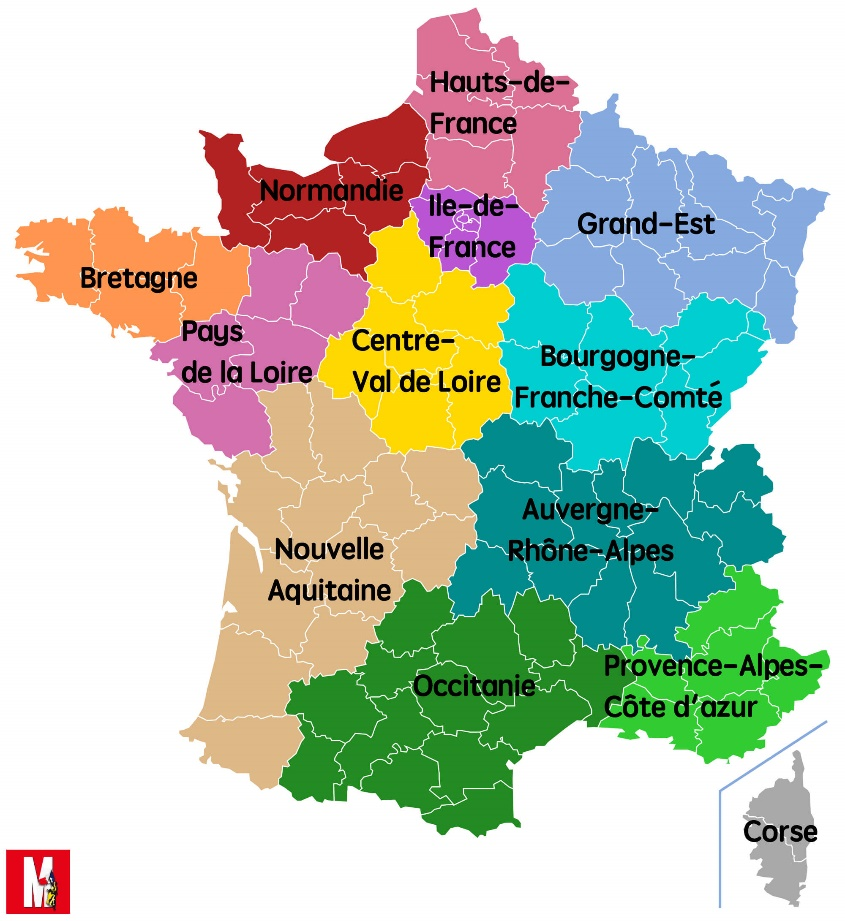 Hauts-de-
France
Normandie
Ile-de-
France
Grand-Est
Bretagne
Pays
de la Loire
Centre-
Val de Loire
Bourgogne-
Franche-Comté
Auvergne-
Rhône-Alpes
Nouvelle
Aquitaine
Occitanie
Provence-Alpes-
Côte d'azur
Corse
M